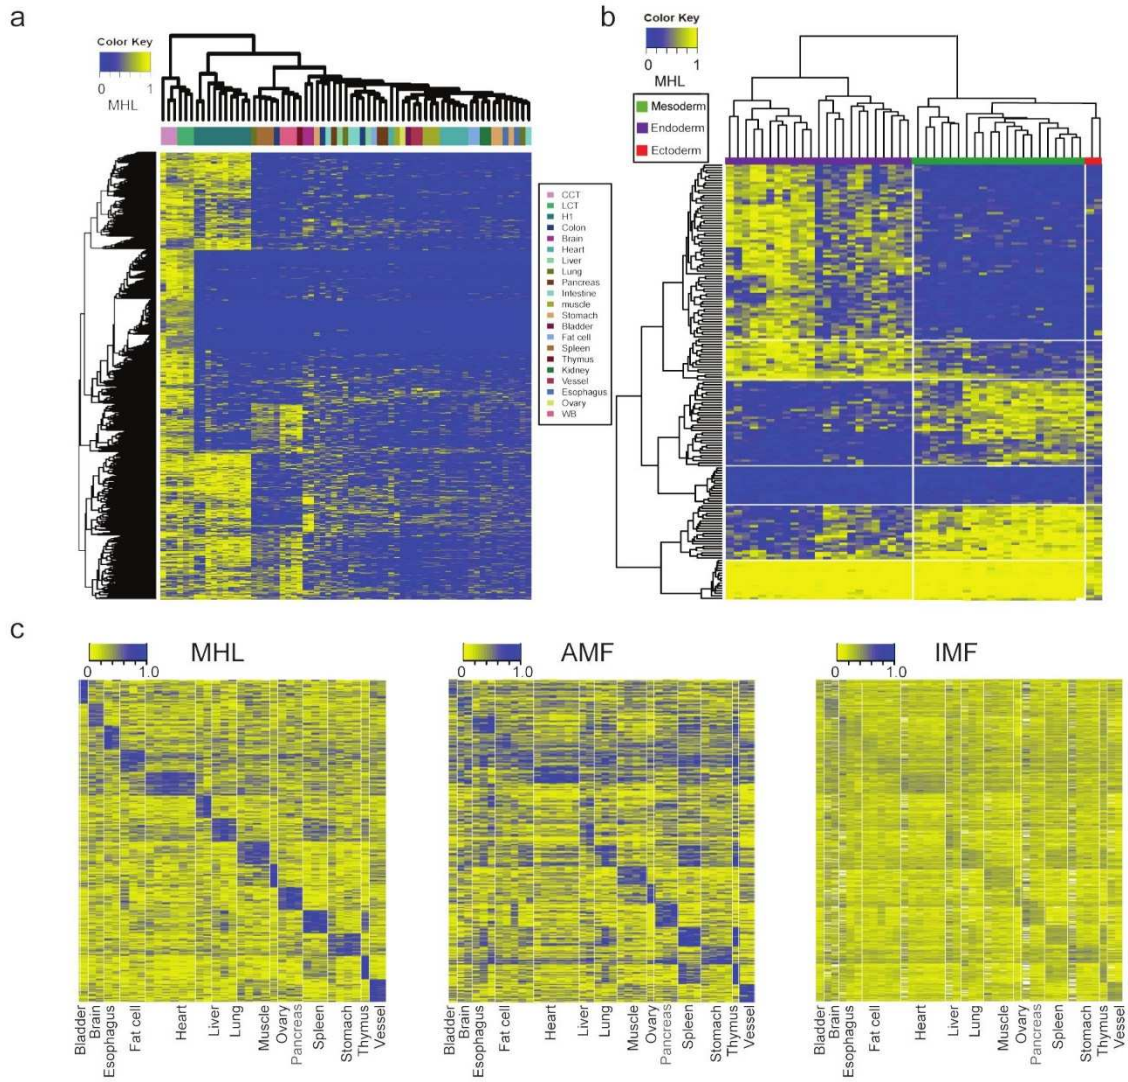 a
Color Key
0 1
MHL
CCT
LCT
H1
Colon
Brain
Heart
Liver
Lung
Pancreas
Intestine
muscle
Stomach
Bladder
Fat cell
Spleen
Thymus
Kidney
Vessel
Esophagus
Ovary
WB
b
Color Key
0 1
MHL
Mesoderm
Endoderm
Ectoderm
c
0 1.0
MHL
Bladder
Brain
Esophagus
Fat cell
Heart
Liver
Lung
Muscle
Ovary
Pancreas
Spleen
Stomach
Thymus
Vessel
0 1.0
AMF
Bladder
Brain
Esophagus
Fat cell
Heart
Liver
Lung
Muscle
Ovary
Pancreas
Spleen
Stomach
Thymus
Vessel
0 1.0
IMF
Bladder
Brain
Esophagus
Fat cell
Heart
Liver
Lung
Muscle
Ovary
Pancreas
Spleen
Stomach
Thymus
Vessel